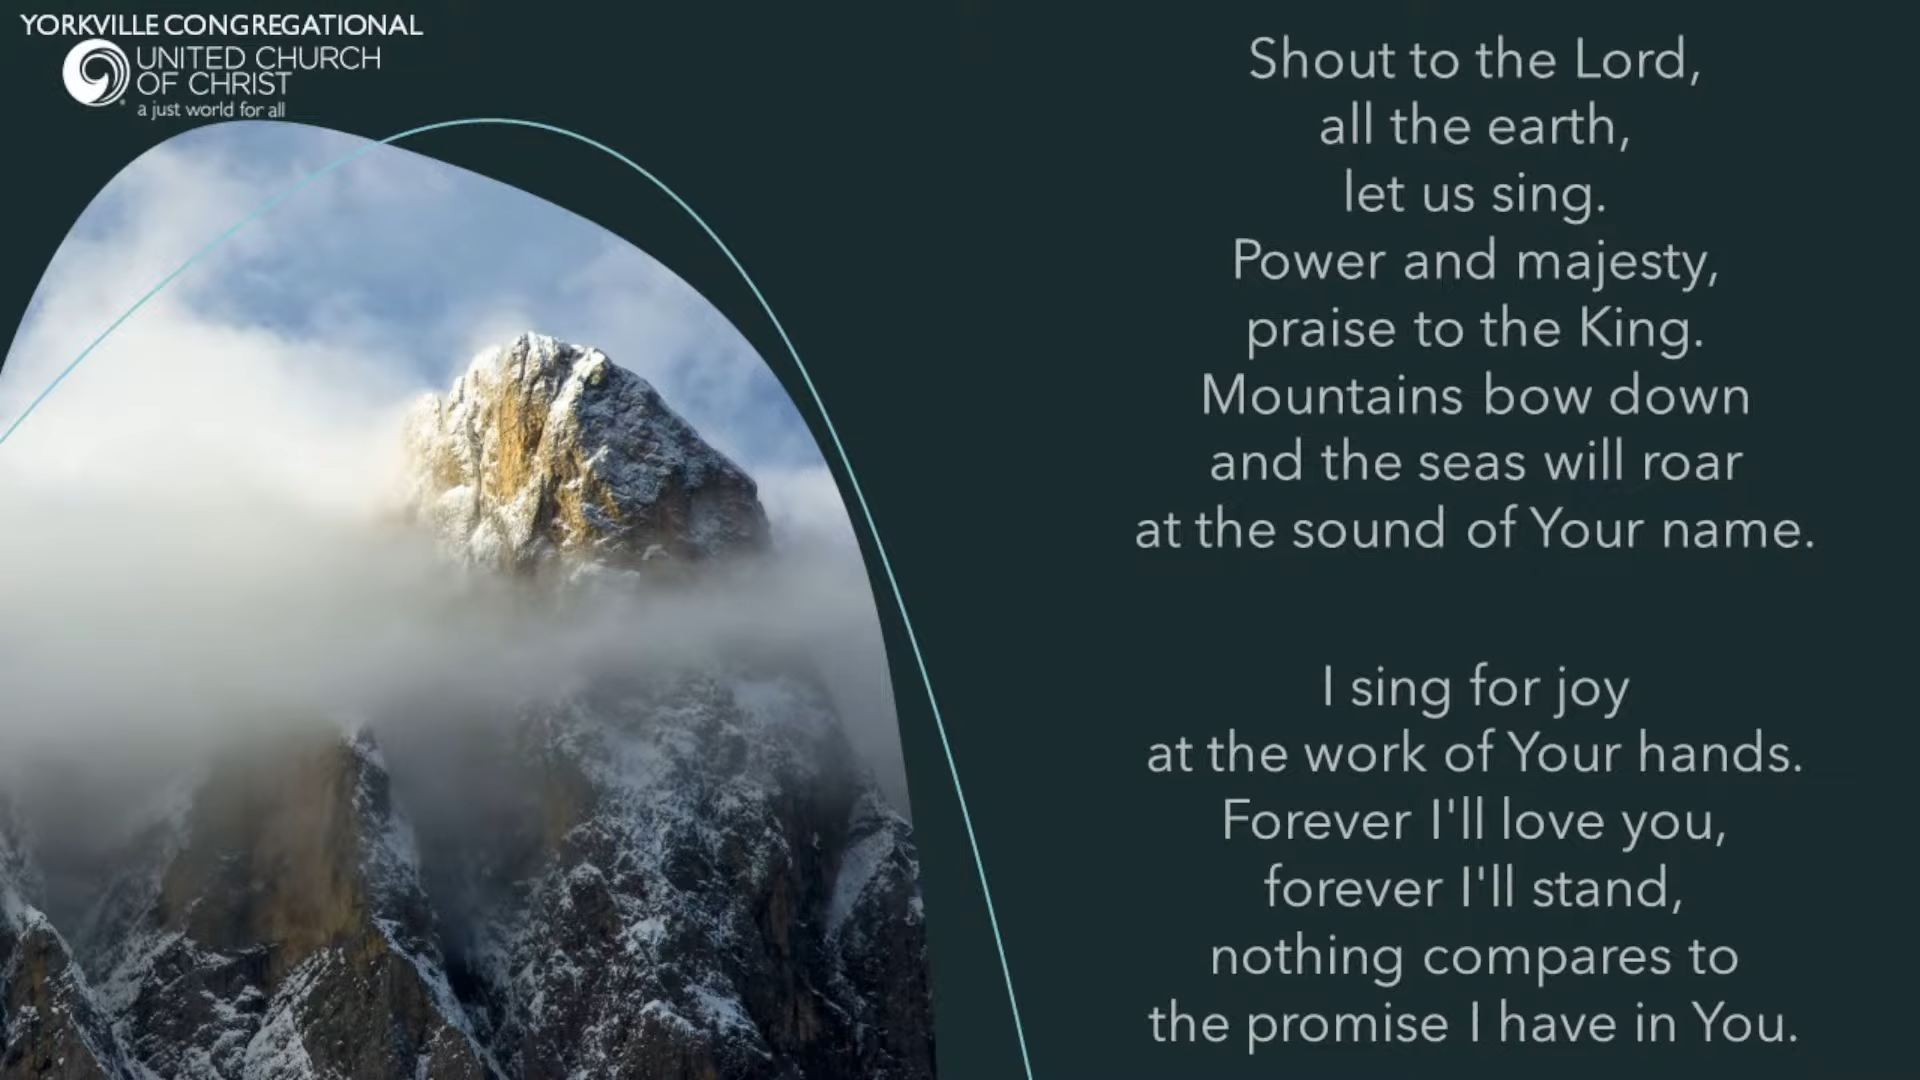 YORKVILLE CONGREGATIONAL
UNITED CHURCH
OF CHRIST
a just world for all
Shout to the Lord,
all the earth,
let us sing.
Power and majesty,
praise to the King.
Mountains bow down
and the seas will roar
at the sound of Your name.
I sing for joy
at the work of Your hands.
Forever I'll love you,
forever I'll stand,
nothing compares to
the promise I have in You.